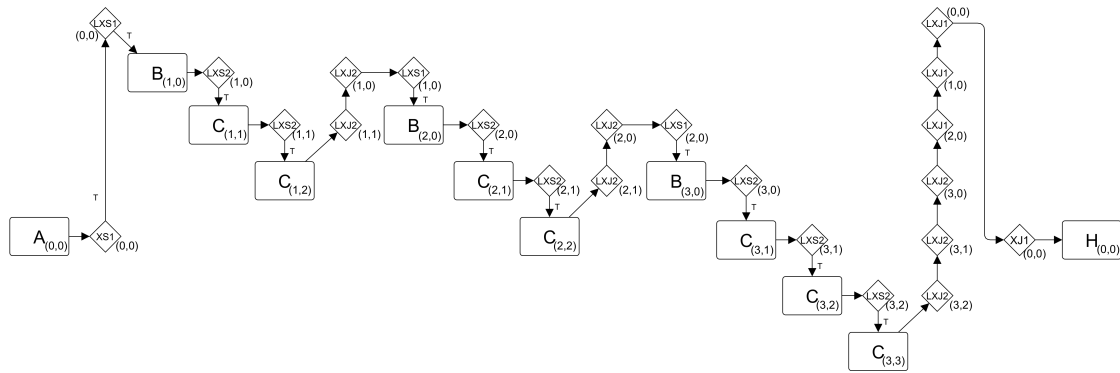 A(0,0)
XS1
(0,0)
T
LXS1
(0,0)
T
B(1,0)
LXS2
(1,0)
T
C(1,1)
LXS2
(1,1)
T
C(1,2)
LXJ2
(1,1)
LXJ2
(1,0)
LXS1
(1,0)
T
B(2,0)
LXS2
(2,0)
T
C(2,1)
LXS2
(2,1)
T
C(2,2)
LXJ2
(2,1)
LXJ2
(2,0)
LXS1
(2,0)
T
B(3,0)
LXS2
(3,0)
T
C(3,1)
LXS2
(3,1)
T
C(3,2)
LXS2
(3,2)
T
C(3,3)
LXJ2
(3,2)
LXJ2
(3,1)
LXJ2
(3,0)
LXJ1
(2,0)
LXJ1
(1,0)
LXJ1
(0,0)
XJ1
(0,0)
H(0,0)